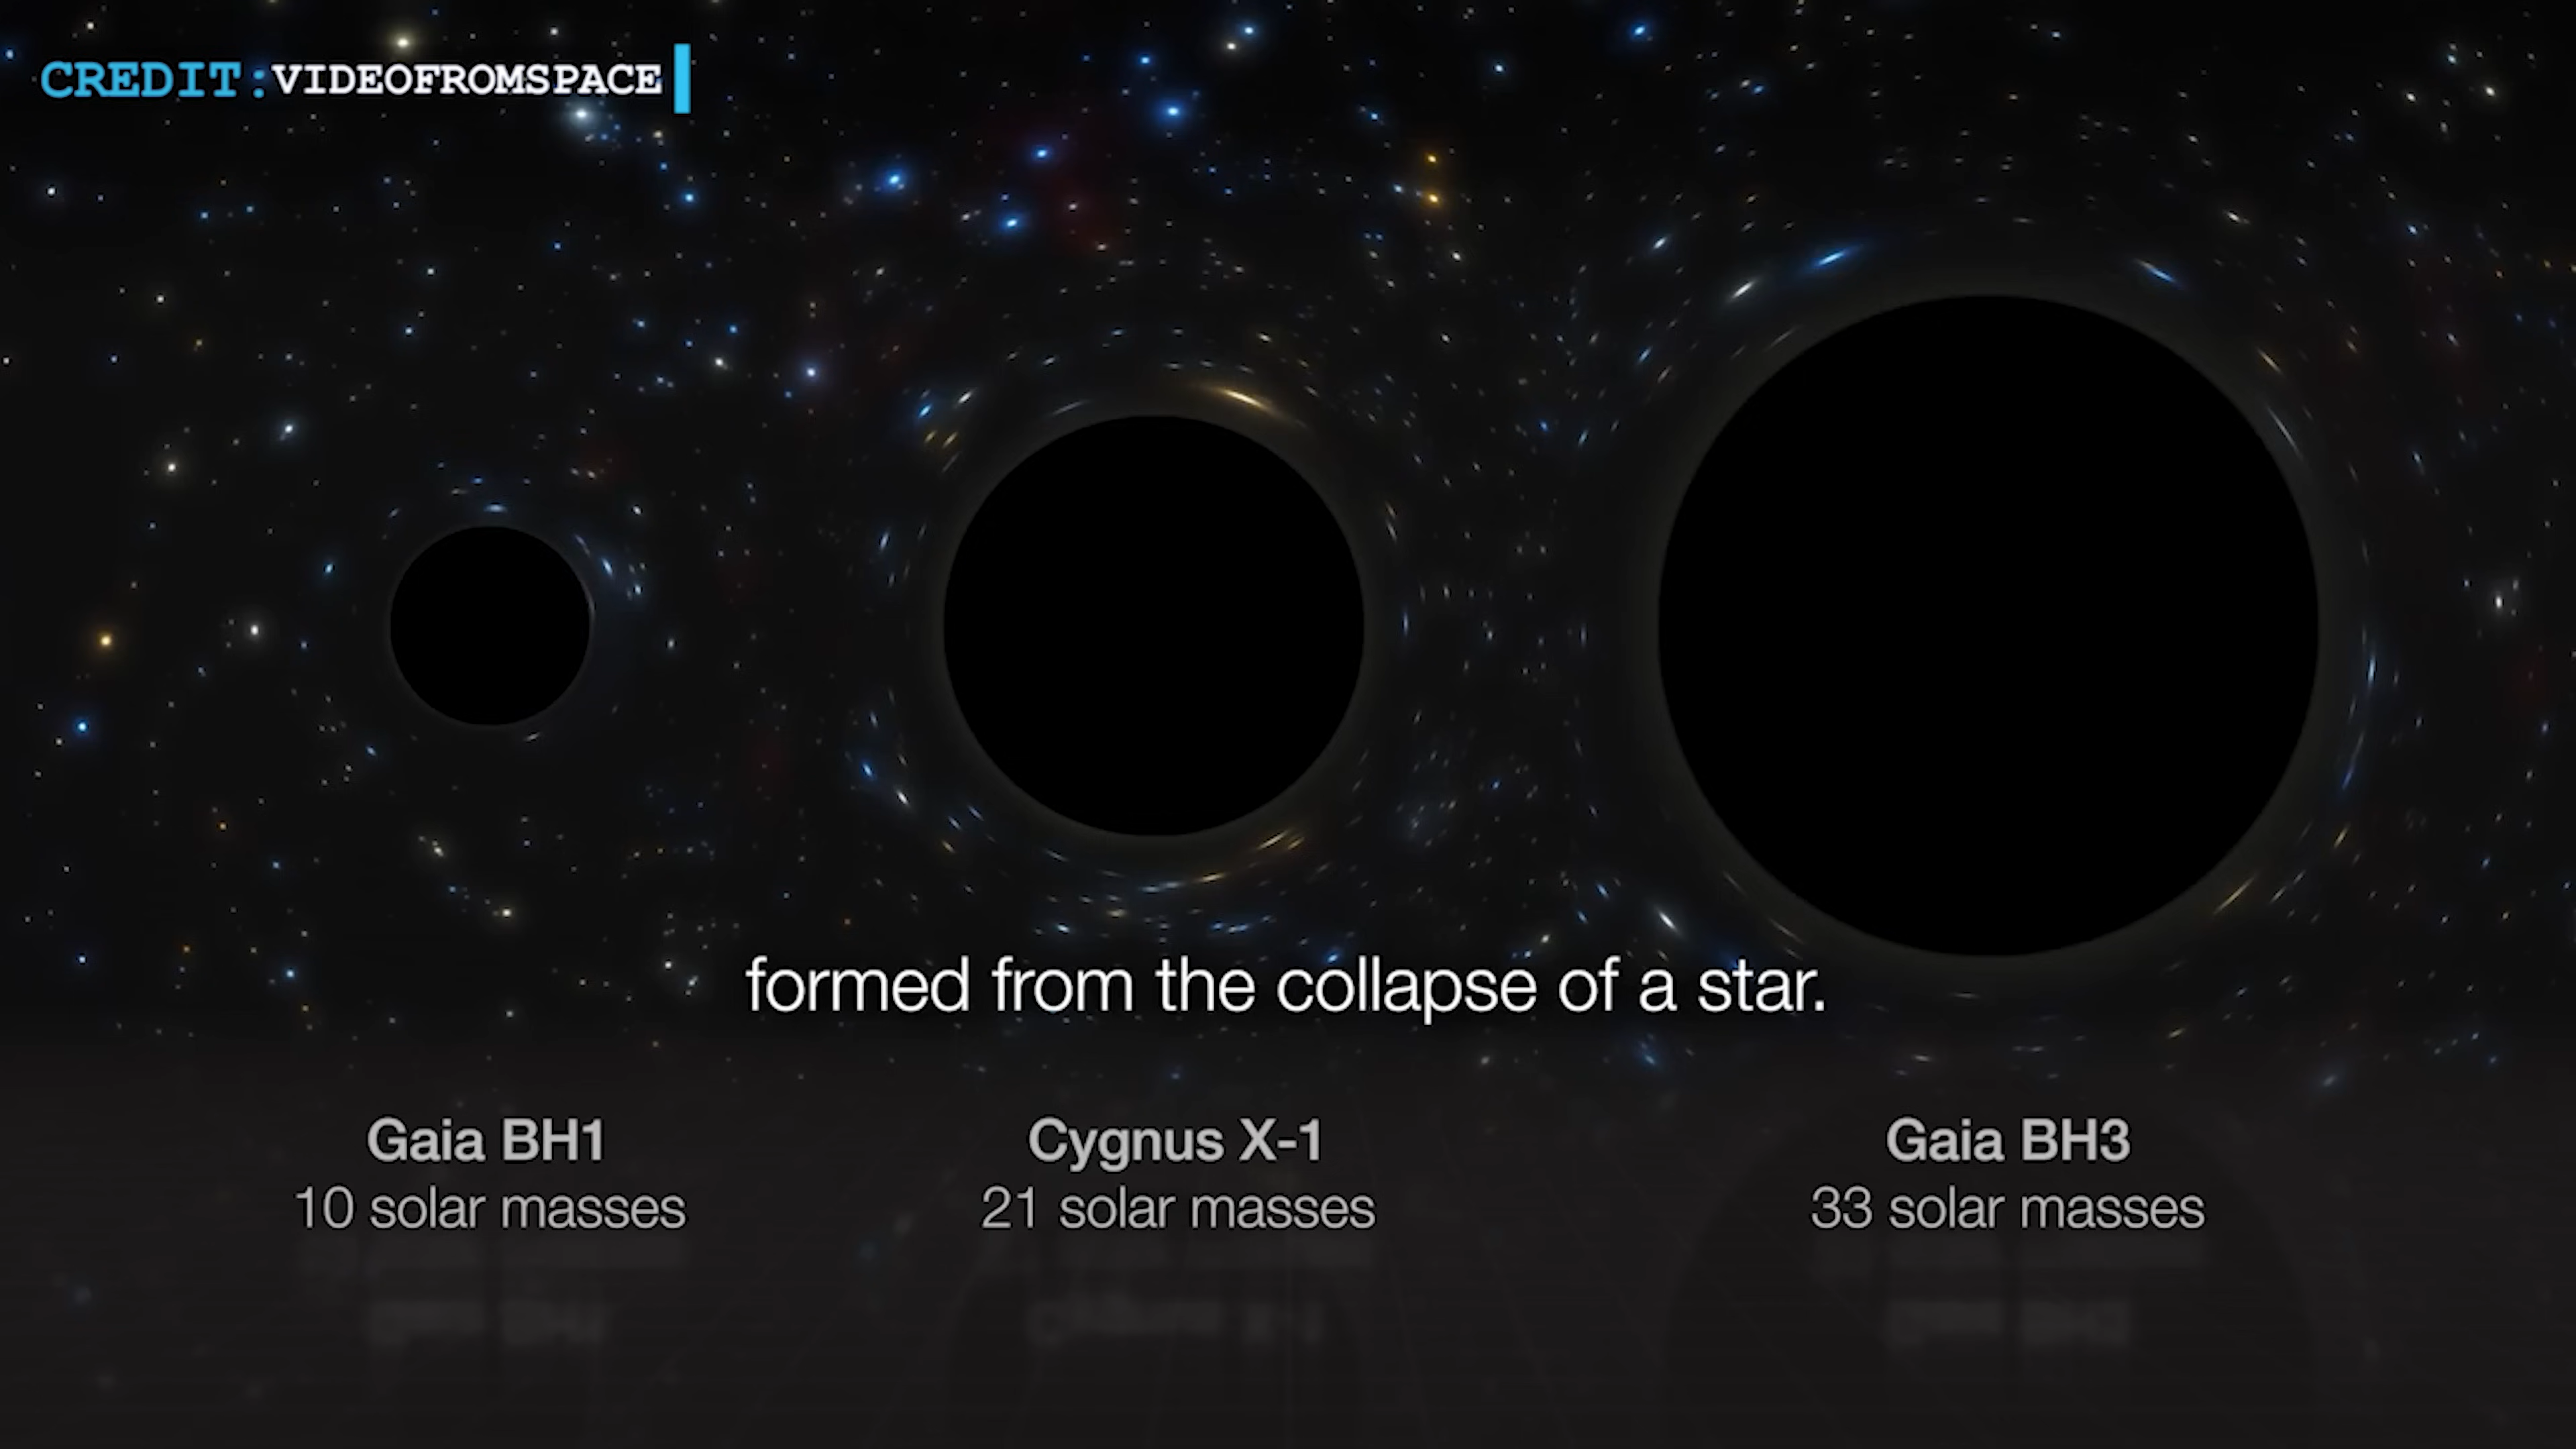 CREDIT:VIDEOFROMSPACE
formed from the collapse of a star.
Gaia BH1
10 solar masses
Cygnus X-1
21 solar masses
Gaia BH3
33 solar masses